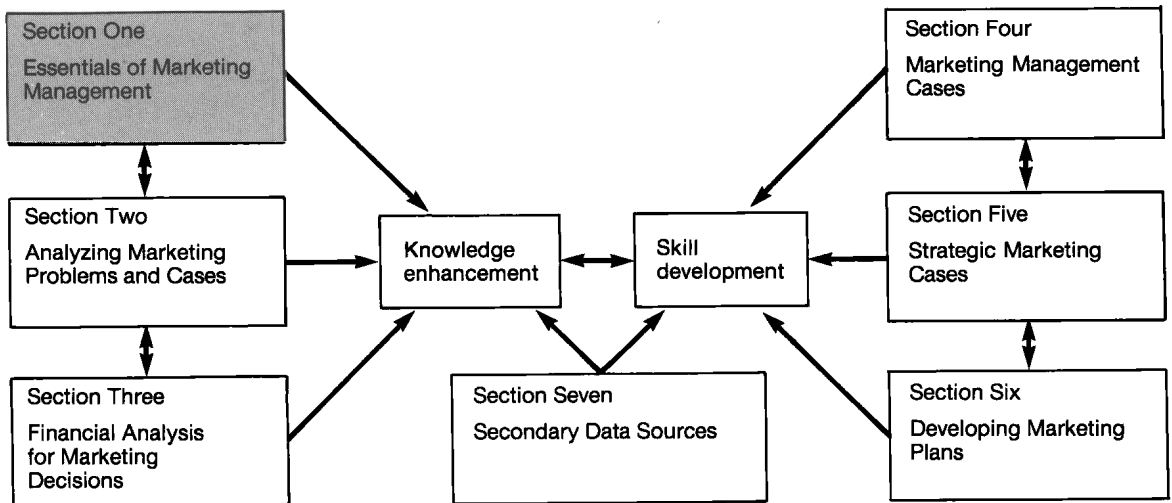 Section One
Essentials of Marketing
Management
Section Two
Analyzing Marketing
Problems and Cases
Section Three
Financial Analysis
for Marketing
Decisions
Knowledge
enhancement
Skill
development
Section Seven
Secondary Data Sources
Section Four
Marketing Management
Cases
Section Five
Strategic Marketing
Cases
Section Six
Developing Marketing
Plans